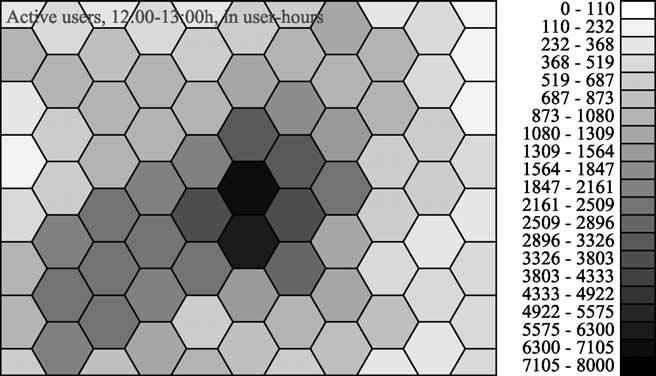 Active users, 12.00-13:00h, in user-hours
0 - 110
110 - 232
232 - 368
368 - 519
519 - 687
687 - 873
873 - 1080
1080 - 1309
1309 - 1564
1564 - 1847
1847 - 2161
2161 - 2509
2509 - 2896
2896 - 3326
3326 - 3803
3803 - 4333
4333 - 4922
4922 - 5575
5575 - 6300
6300 - 7105
7105 - 8000